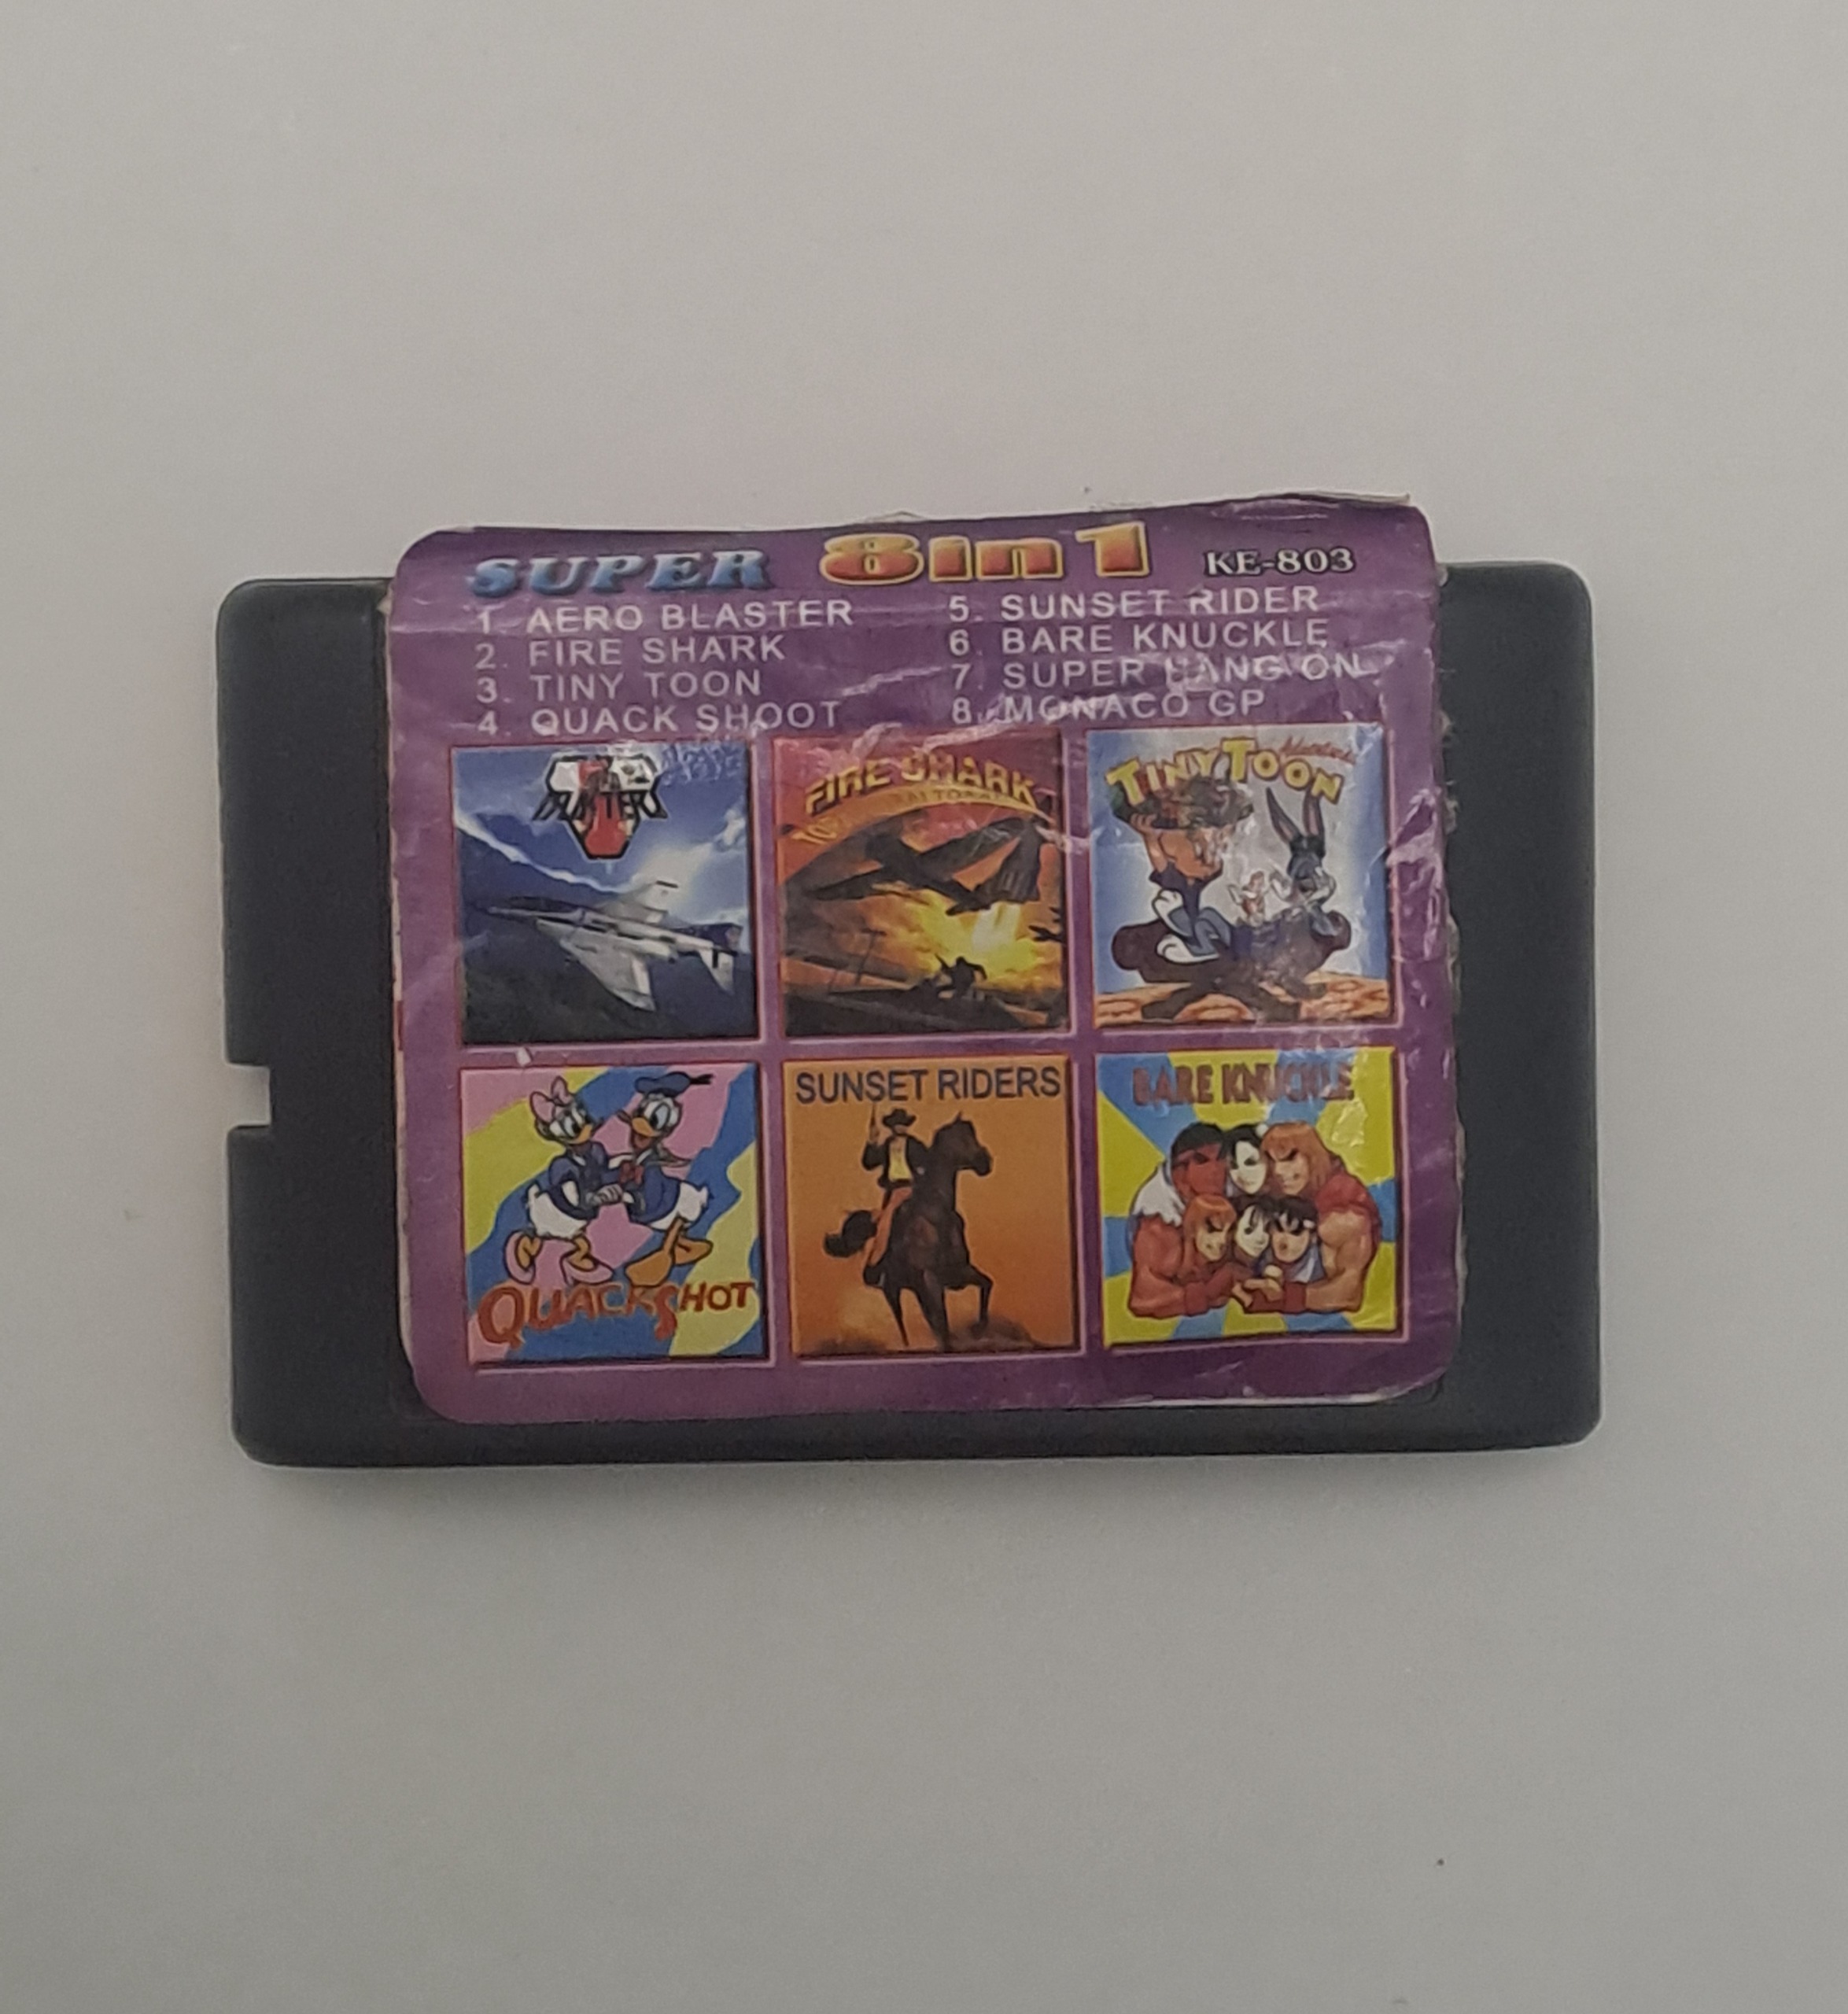 SUPER 8in1 KE-803
1. AERO BLASTER
2. FIRE SHARK
3. TINY TOON
4. QUACK SHOOT
5. SUNSET RIDER
6. BARE KNUCKLE
7. SUPER HANG ON
8. MONACO GP
BLASTERS
FIRE SHARK
TINY TOON
Adventures
QUACKSHOT
SUNSET RIDERS
BARE KNUCKLE